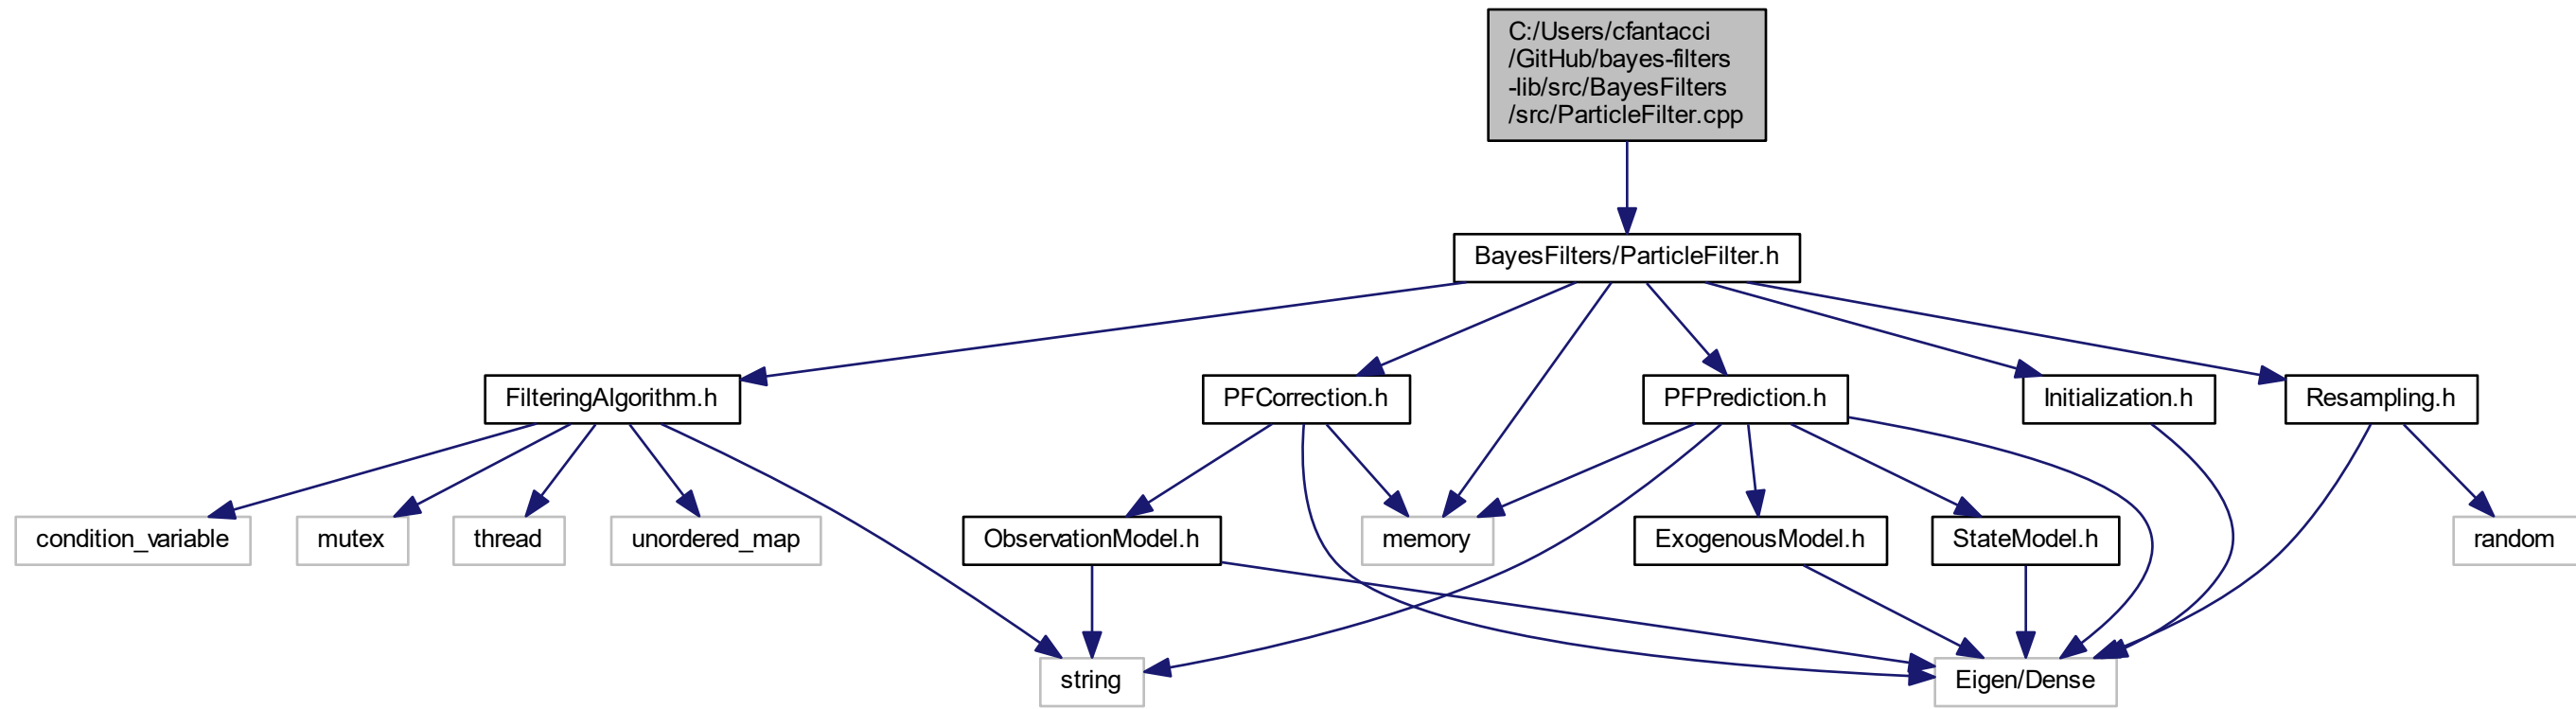 C:/Users/cfantacci
/GitHub/bayes-filters
-lib/src/BayesFilters
/src/ParticleFilter.cpp
BayesFilters/ParticleFilter.h
FilteringAlgorithm.h
PFCorrection.h
PFPrediction.h
Initialization.h
Resampling.h
condition_variable
mutex
thread
unordered_map
ObservationModel.h
memory
ExogenousModel.h
StateModel.h
random
string
Eigen/Dense